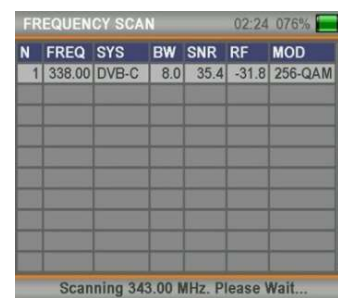 FREQUENCY SCAN 02:24 076%
N FREQ SYS BW SNR RF MOD
1 338.00 DVB-C 8.0 35.4 -31.8 256-QAM
Scanning 343.00 MHz. Please Wait...